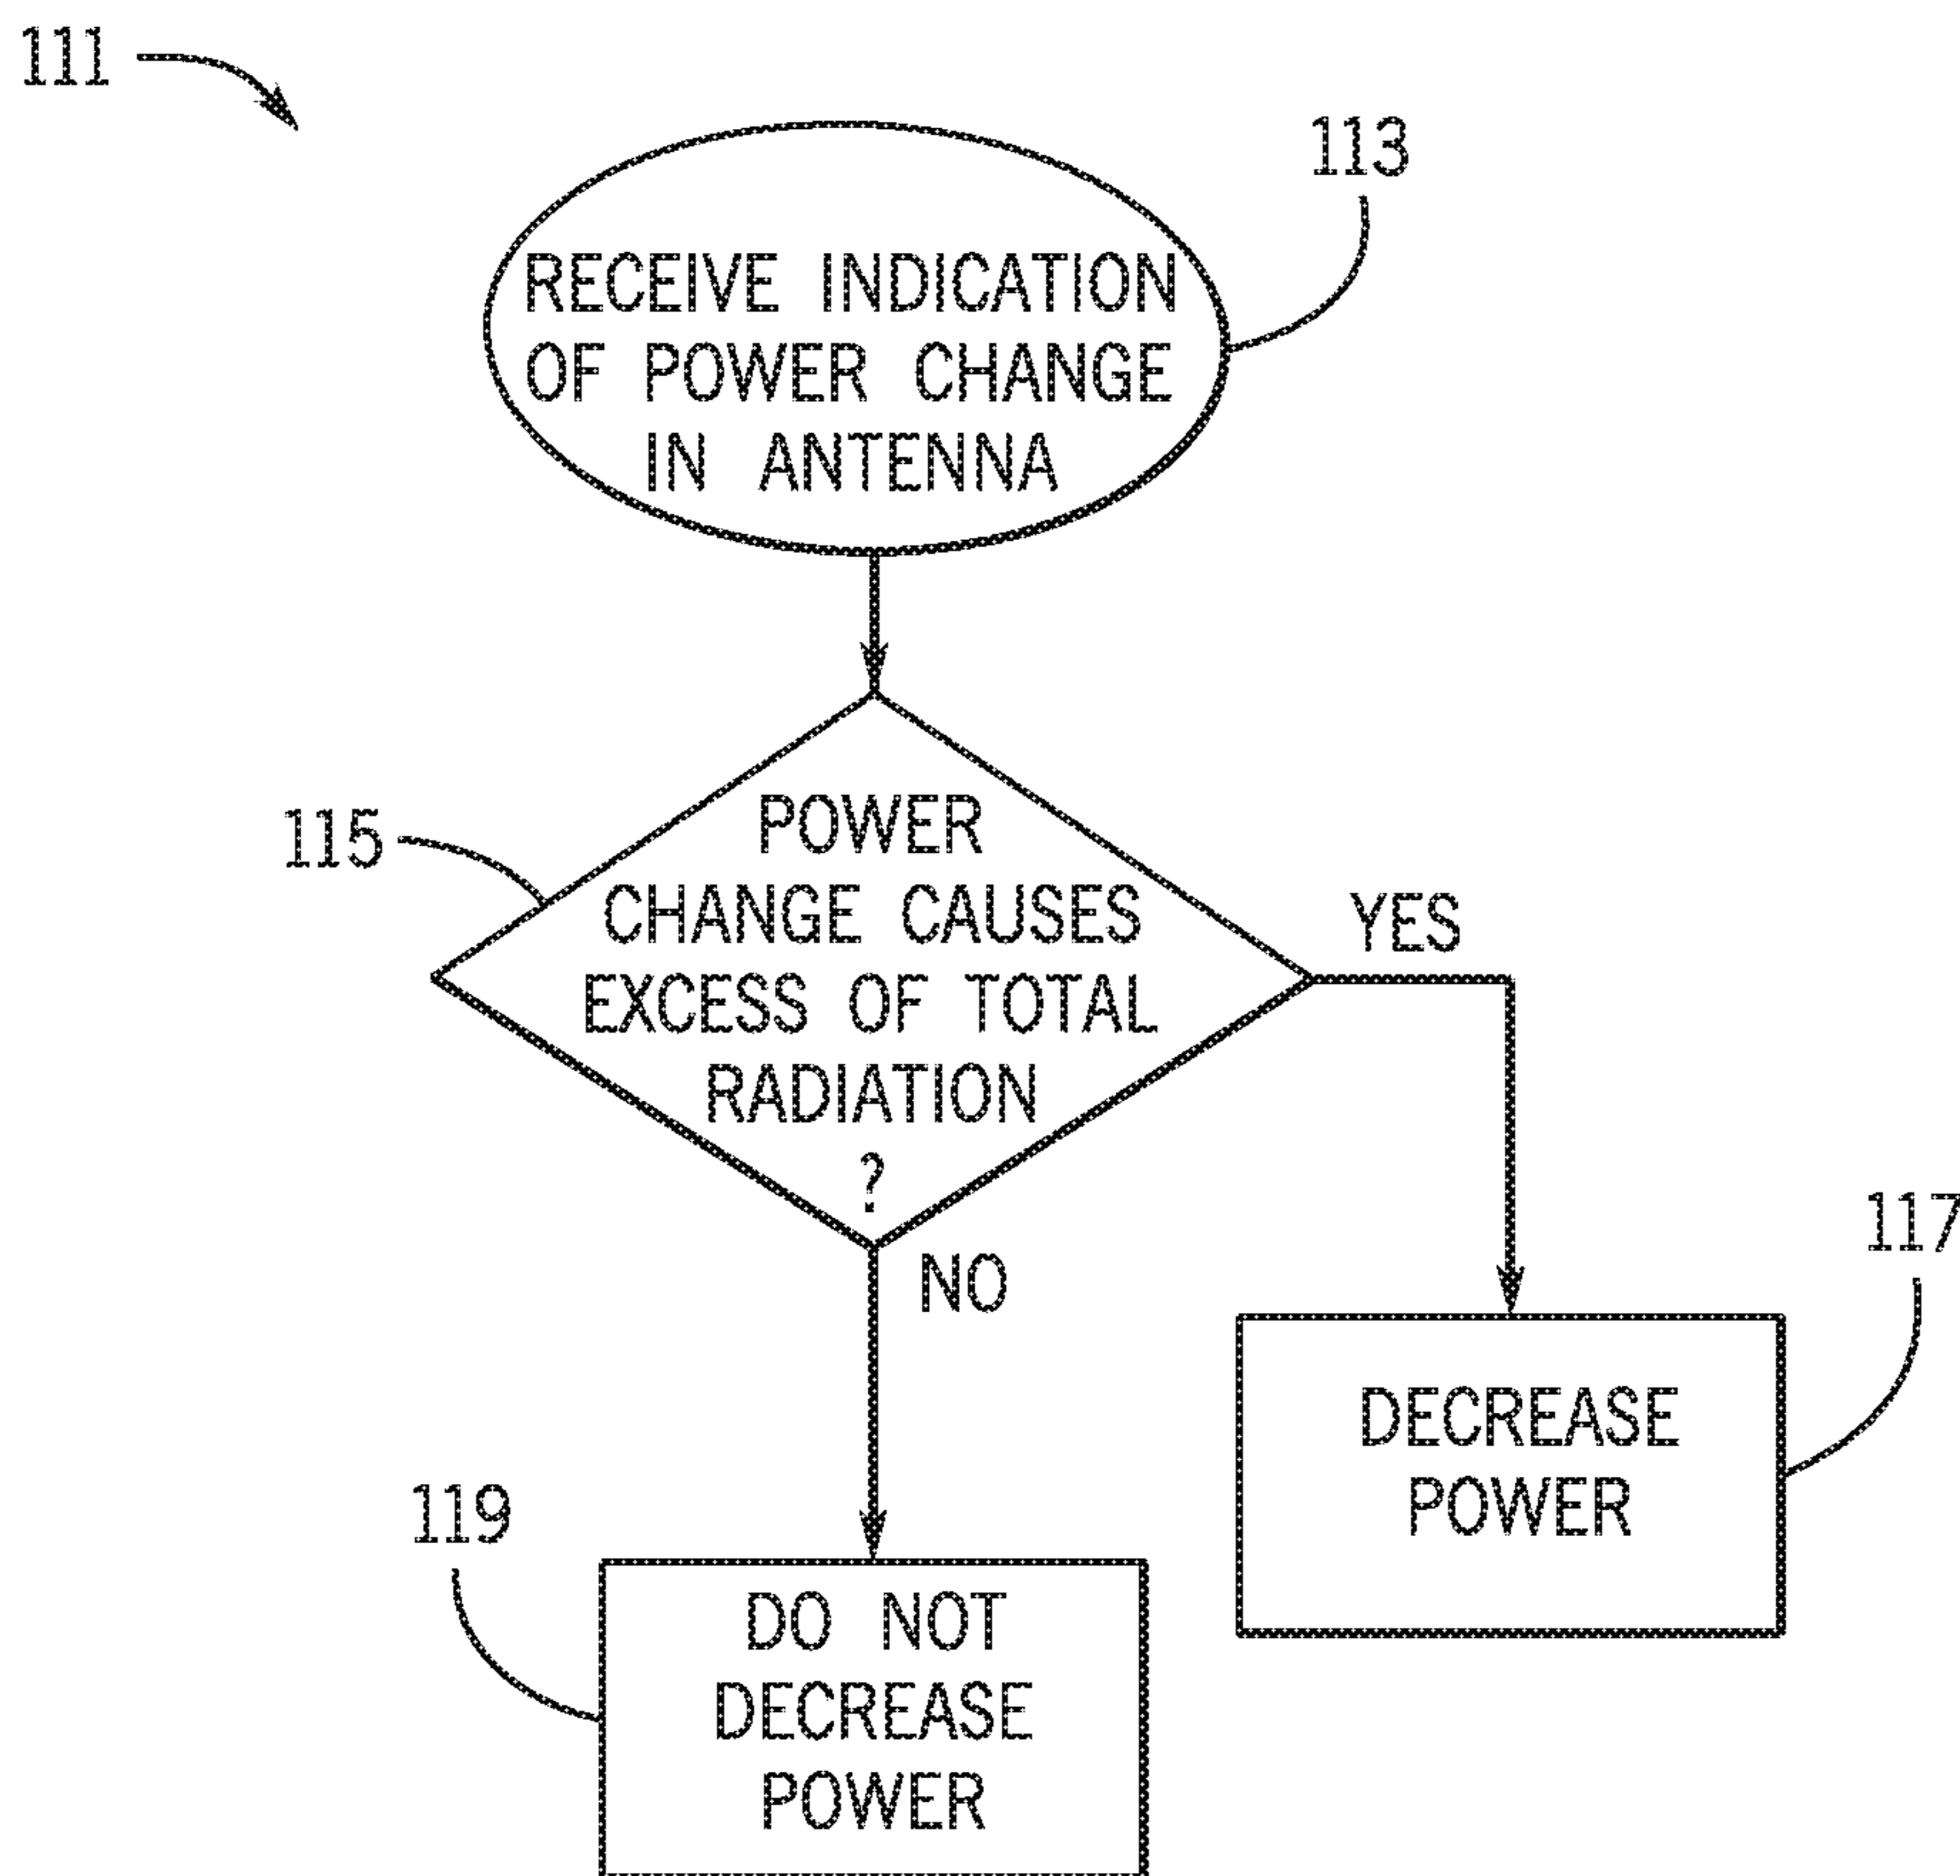 111
113
RECEIVE INDICATION
OF POWER CHANGE
IN ANTENNA
115
POWER
CHANGE CAUSES
EXCESS OF TOTAL
RADIATION
?
YES
NO
117
DECREASE
POWER
119
DO NOT
DECREASE
POWER